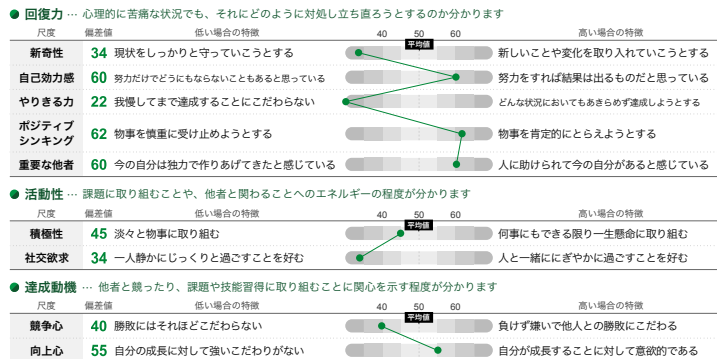 回復力 … 心理的に苦痛な状況でも、それにどのように対処し立ち直ろうとするのか分かります
尺度 偏差値 低い場合の特徴 40 50 60 高い場合の特徴
平均値
新奇性 34 現状をしっかりと守っていこうとする 新しいことや変化を取り入れていこうとする
自己効力感 60 努力だけでどうにもならないこともあると思っている 努力をすれば結果は出るものだと思っている
やりきる力 22 我慢してまで達成することにこだわらない どんな状況においてもあきらめず達成しようとする
ポジティブ
シンキング 62 物事を慎重に受け止めようとする 物事を肯定的にとらえようとする
重要な他者 60 今の自分は独力で作りあげてきたと感じている 人に助けられて今の自分があると感じている
活動性 … 課題に取り組むことや、他者と関わることへのエネルギーの程度が分かります
尺度 偏差値 低い場合の特徴 40 50 60 高い場合の特徴
平均値
積極性 45 淡々と物事に取り組む 何事にもできる限り一生懸命に取り組む
社交欲求 34 一人静かにじっくりと過ごすことを好む 人と一緒ににぎやかに過ごすことを好む
達成動機 … 他者と競ったり、課題や技能習得に取り組むことに関心を示す程度が分かります
尺度 偏差値 低い場合の特徴 40 50 60 高い場合の特徴
平均値
競争心 40 勝敗にはそれほどこだわらない 負けず嫌いで他人との勝敗にこだわる
向上心 55 自分の成長に対して強いこだわりがない 自分が成長することに対して意欲的である